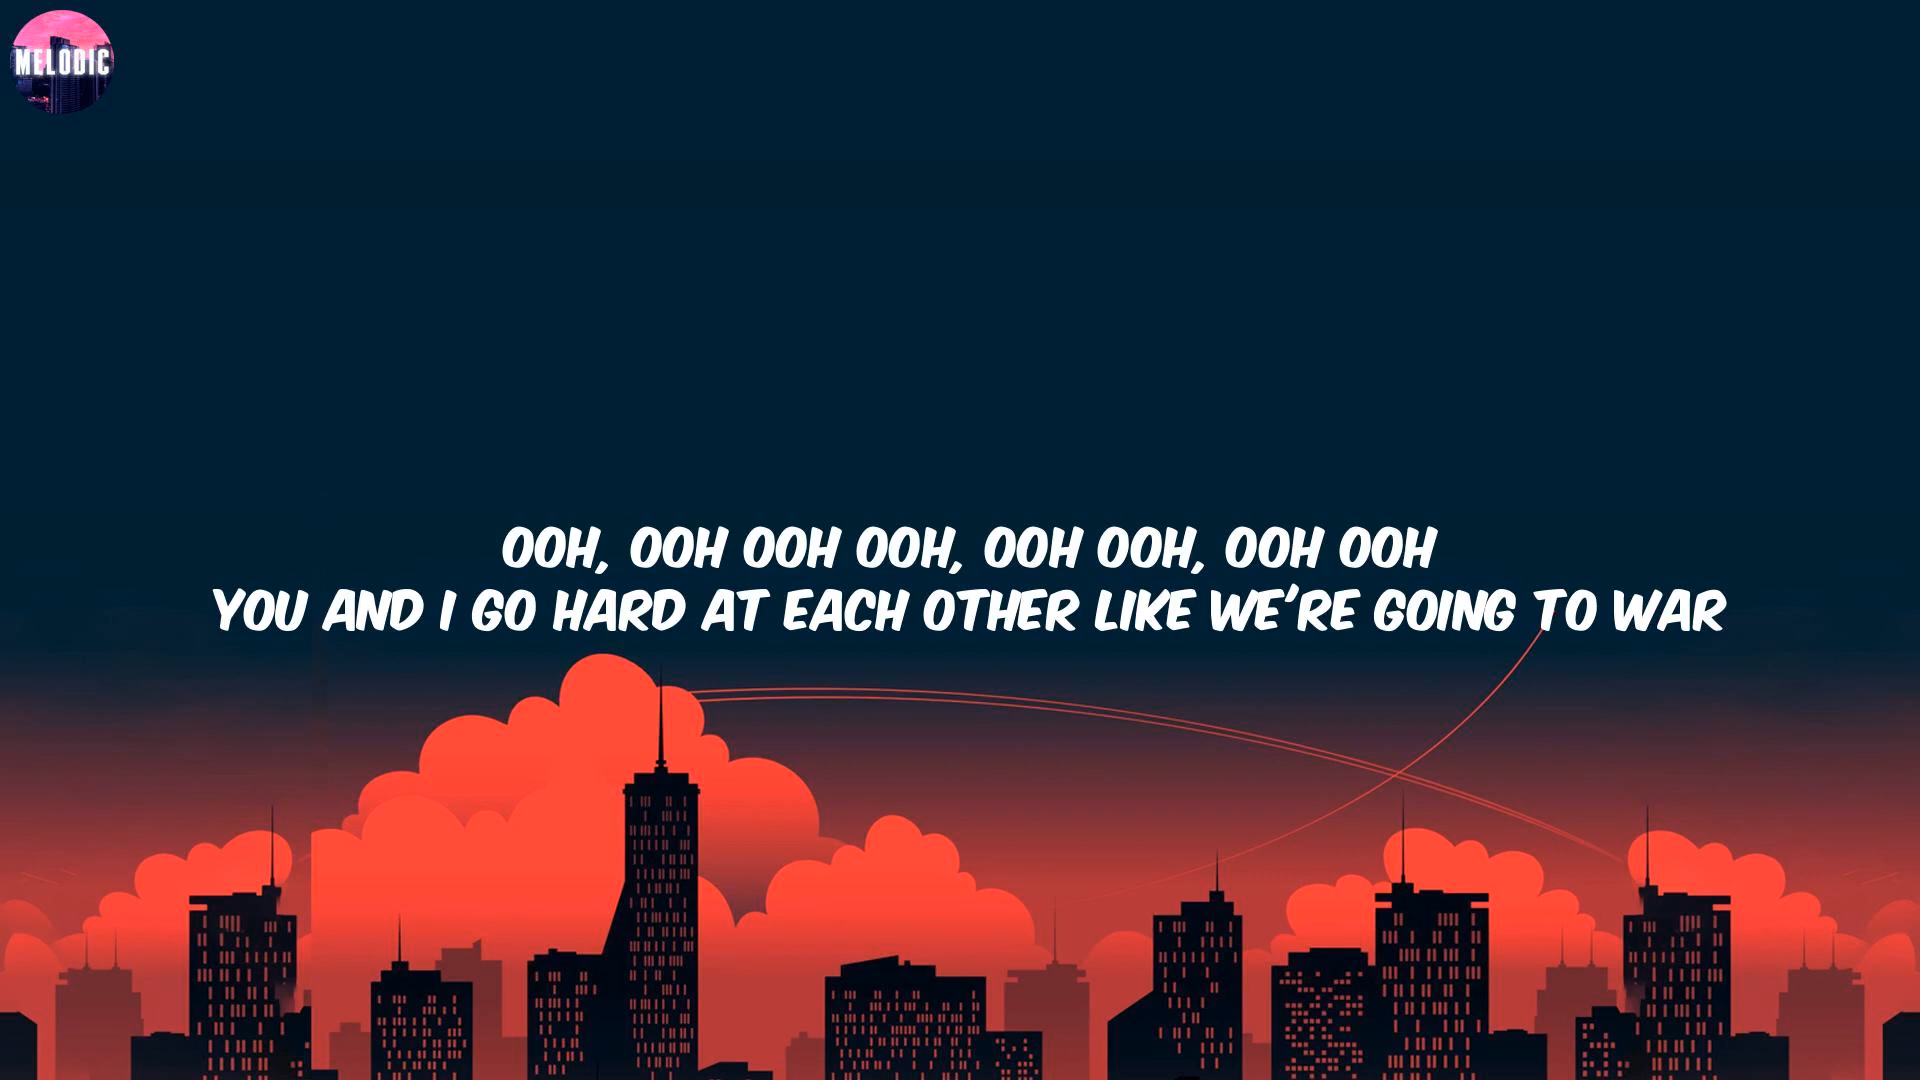 MELODIC
OOH, OOH OOH OOH, OOH OOH, OOH OOH
YOU AND I GO HARD AT EACH OTHER LIKE WE'RE GOING TO WAR